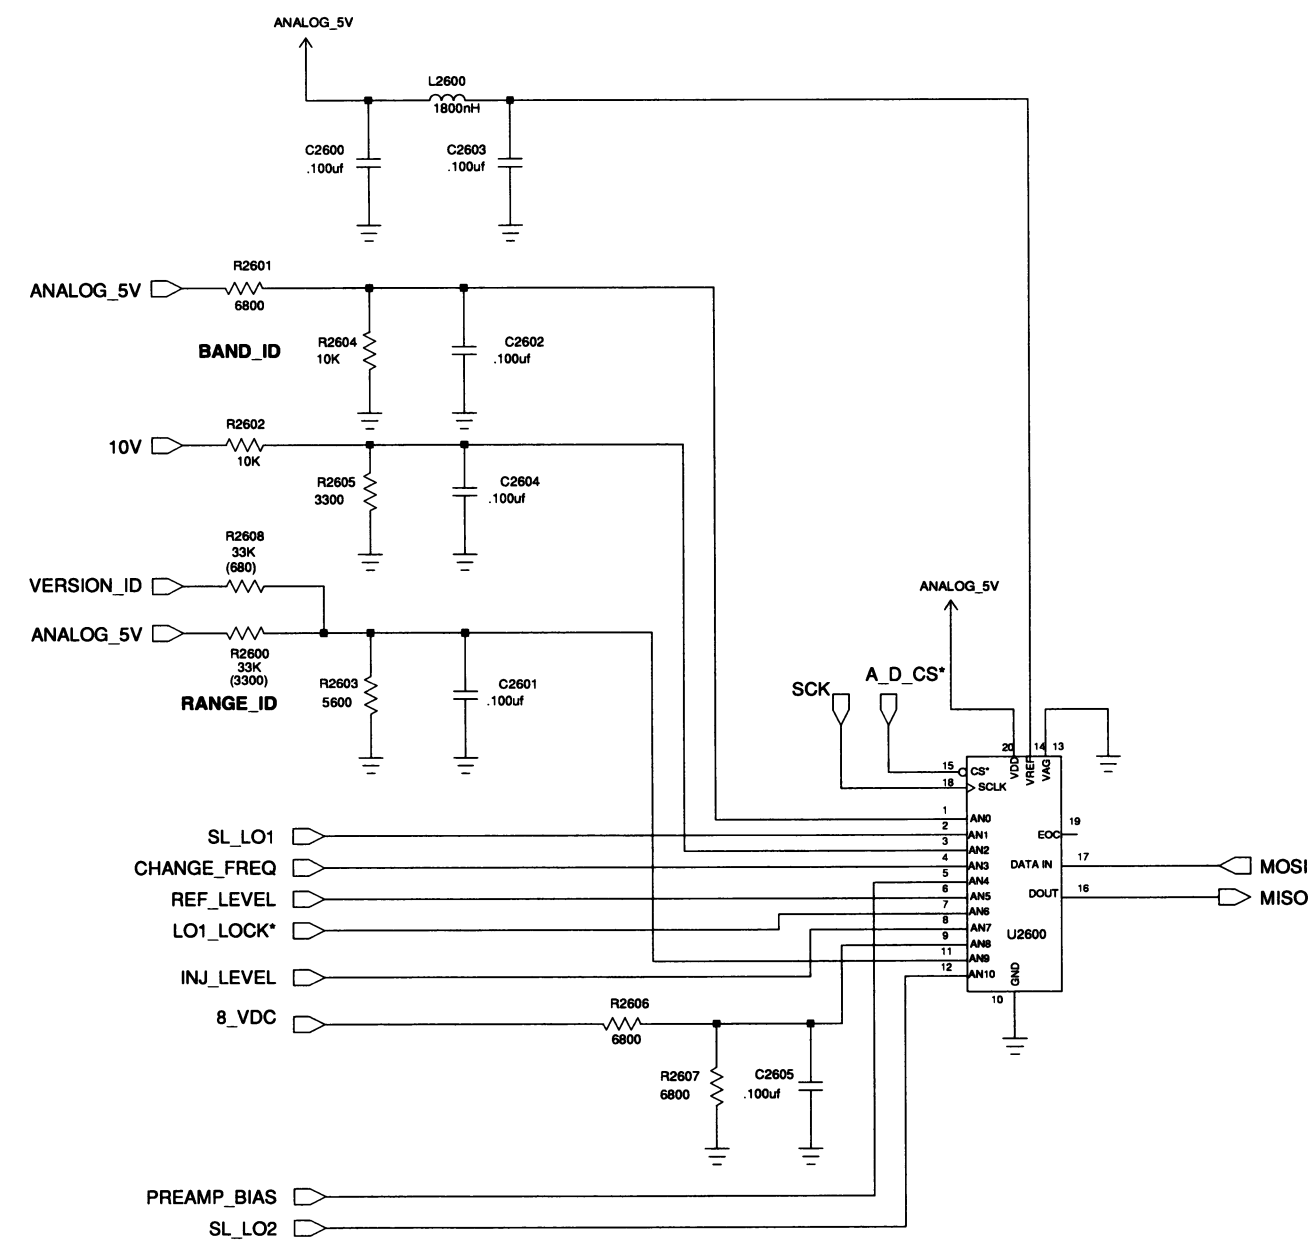 ANALOG_5V
L2600
1800nH
C2600
.100uf
C2603
.100uf
R2601
ANALOG_5V
6800
BAND_ID
R2604
10K
C2602
.100uf
R2602
10V
10K
R2605
3300
C2604
.100uf
R2608
33K
(680)
VERSION_ID
ANALOG_5V
R2600
33K
(3300)
RANGE_ID
R2603
5600
C2601
.100uf
ANALOG_5V
SCK
A_D_CS*
20
14
13
VDD
VREF
VAG
15
CS*
18
SCLK
1
AN0
2
AN1
3
AN2
4
AN3
5
AN4
6
AN5
7
AN6
8
AN7
9
AN8
11
AN9
12
AN10
EOC
19
DATA IN
17
MOSI
DOUT
16
MISO
U2600
GND
10
SL_LO1
CHANGE_FREQ
REF_LEVEL
LO1_LOCK*
INJ_LEVEL
8_VDC
R2606
6800
R2607
6800
C2605
.100uf
PREAMP_BIAS
SL_LO2